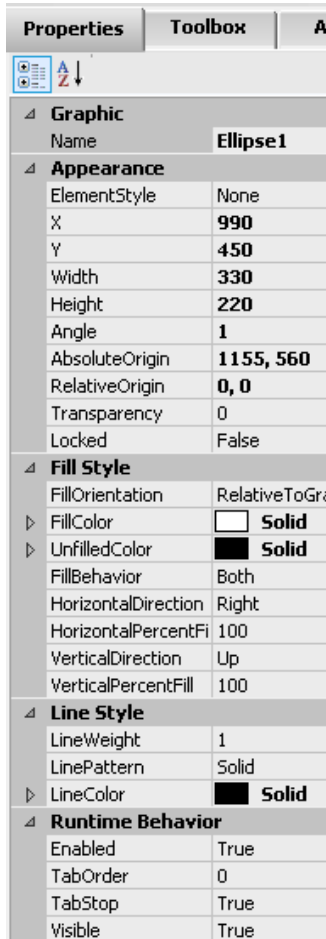 Properties Toolbox A
Graphic
Name Ellipse1
Appearance
ElementStyle None
X 990
Y 450
Width 330
Height 220
Angle 1
AbsoluteOrigin 1155, 560
RelativeOrigin 0, 0
Transparency 0
Locked False
Fill Style
FillOrientation RelativeToGra
FillColor Solid
UnfilledColor Solid
FillBehavior Both
HorizontalDirection Right
HorizontalPercentFi 100
VerticalDirection Up
VerticalPercentFill 100
Line Style
LineWeight 1
LinePattern Solid
LineColor Solid
Runtime Behavior
Enabled True
TabOrder 0
TabStop True
Visible True